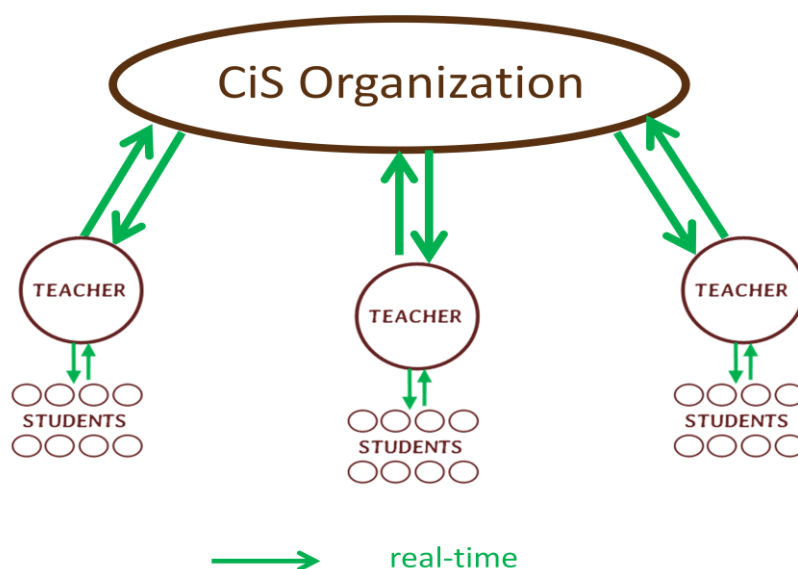 CiS Organization
TEACHER
TEACHER
TEACHER
STUDENTS
STUDENTS
STUDENTS
real-time